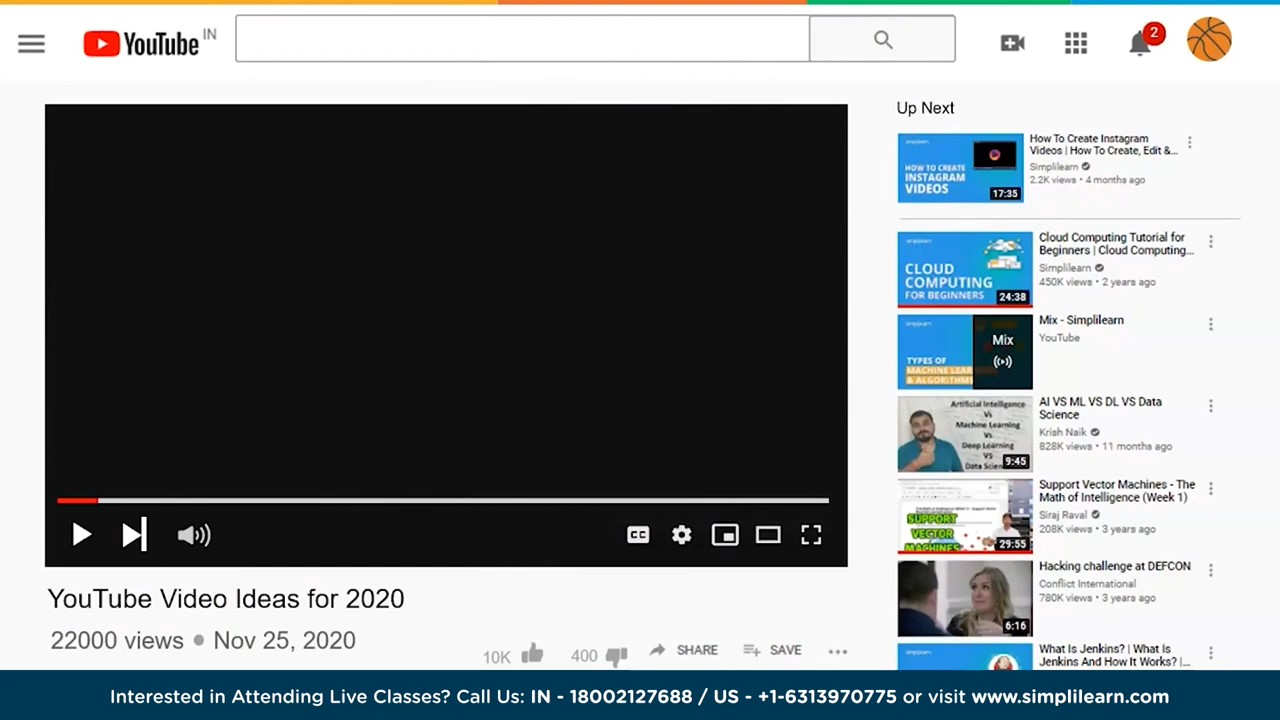 YouTube IN
2
Up Next
HOW TO CREATE
INSTAGRAM
VIDEOS
17:35
How To Create Instagram
Videos | How To Create, Edit &...
Simplilearn
2.2K views • 4 months ago
CLOUD
COMPUTING
FOR BEGINNERS
24:38
Cloud Computing Tutorial for
Beginners | Cloud Computing...
Simplilearn
450K views • 2 years ago
TYPES OF
MACHINE LEAR
& ALGORITHMS
Mix
Mix - Simplilearn
YouTube
Artificial Intelligence
Vs
Machine Learning
Vs
Deep Learning
VS
Data Scien
9:45
AI VS ML VS DL VS Data
Science
Krish Naik
828K views • 11 months ago
SUPPORT
VECTOR
MACHINES
29:55
Support Vector Machines - The
Math of Intelligence (Week 1)
Siraj Raval
208K views • 3 years ago
6:16
Hacking challenge at DEFCON
Conflict International
780K views • 3 years ago
What Is Jenkins? | What Is
Jenkins And How It Works? |...
CC
YouTube Video Ideas for 2020
22000 views • Nov 25, 2020
10K 400 SHARE SAVE
Interested in Attending Live Classes? Call Us: IN - 18002127688 / US - +1-6313970775 or visit www.simplilearn.com